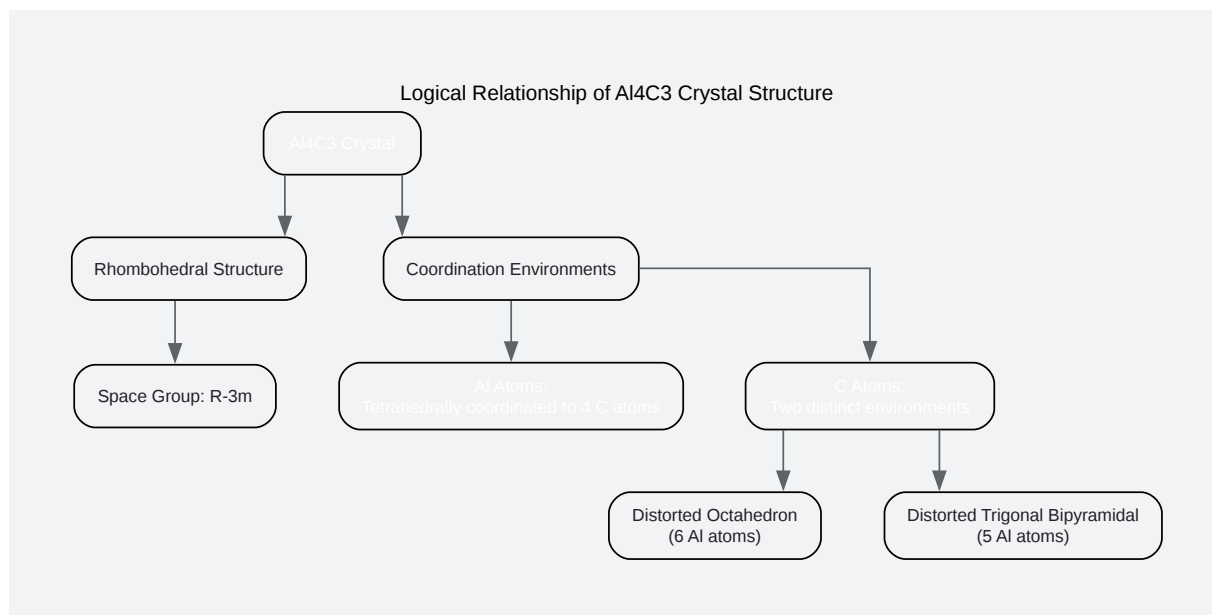 Logical Relationship of Al4C3 Crystal Structure
Al4C3 Crystal
Rhombohedral Structure
Coordination Environments
Space Group: R-3m
Al Atoms:
Tetrahedrally coordinated to 4 C atoms
C Atoms:
Two distinct environments
Distorted Octahedron
(6 Al atoms)
Distorted Trigonal Bipyramidal
(5 Al atoms)